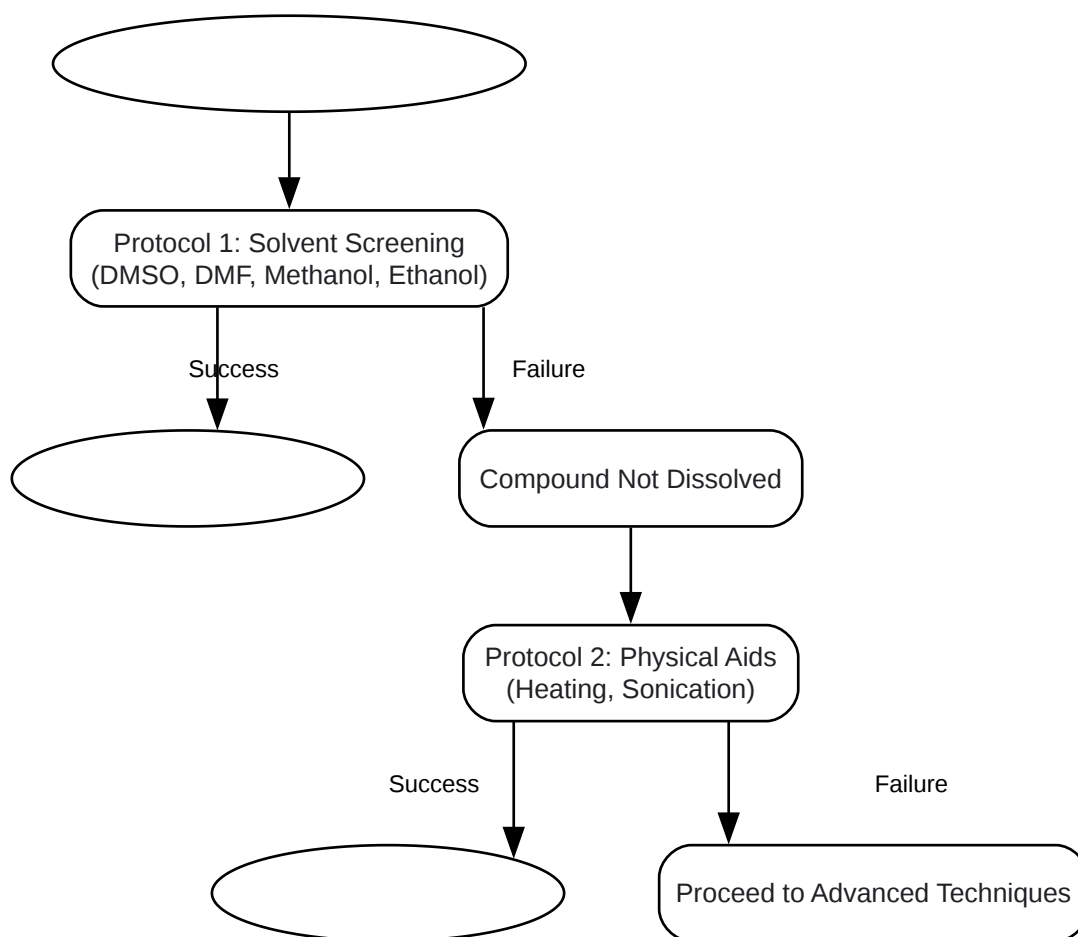 Protocol 1: Solvent Screening
(DMSO, DMF, Methanol, Ethanol)
Success
Failure
Compound Not Dissolved
Protocol 2: Physical Aids
(Heating, Sonication)
Success
Failure
Proceed to Advanced Techniques